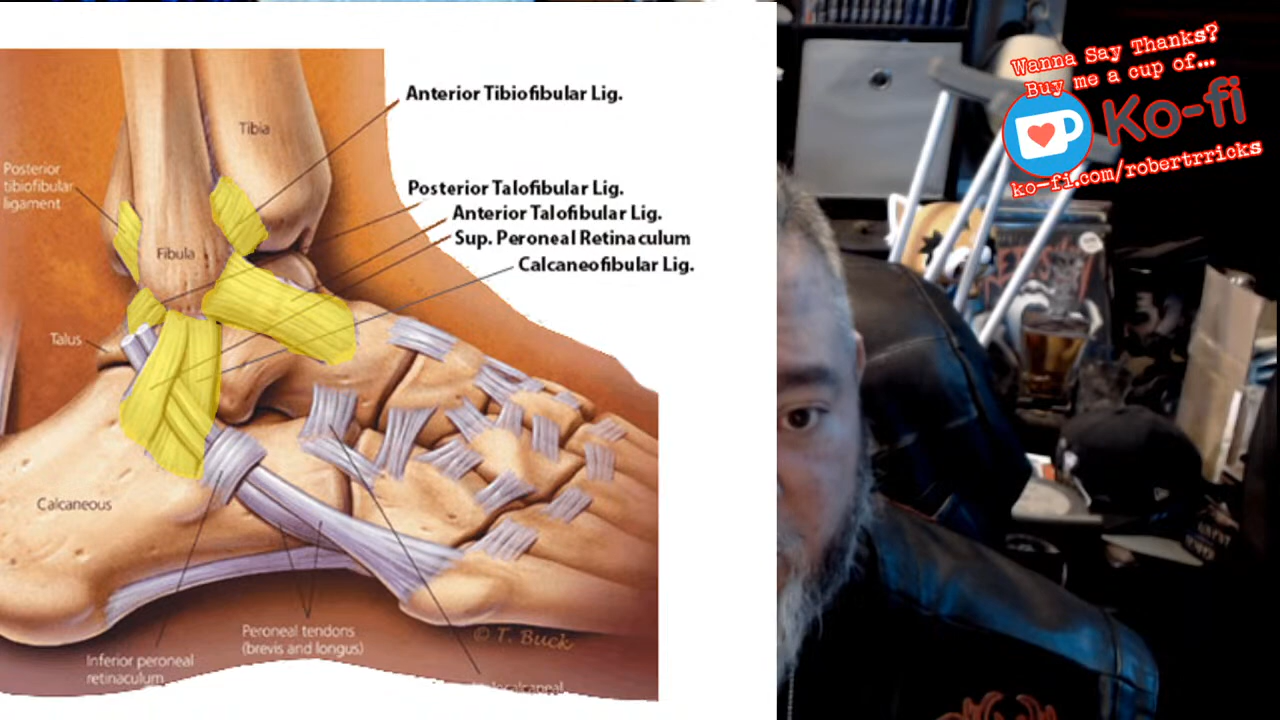 Anterior Tibiofibular Lig.
Tibia
Posterior
tibiofibular
ligament
Posterior Talofibular Lig.
Anterior Talofibular Lig.
Sup. Peroneal Retinaculum
Fibula
Calcaneofibular Lig.
Talus
Calcaneous
Peroneal tendons
(brevis and longus)
Inferior peroneal
retinaculum
© T. Buck
Wanna Say Thanks?
Buy me a cup of...
Ko-fi
ko-fi.com/robertrricks